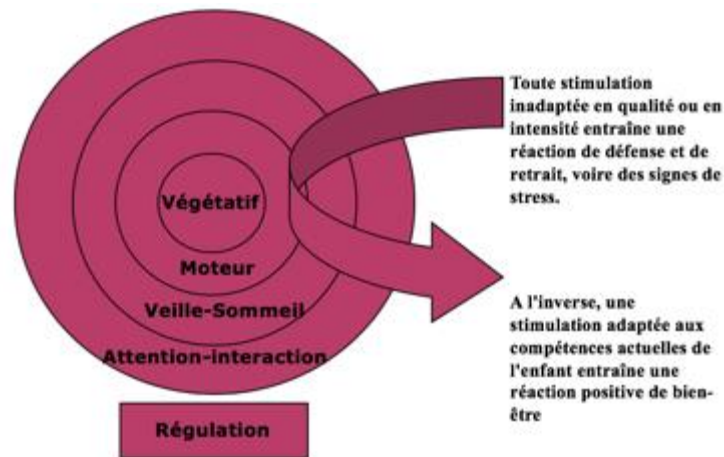 Végétatif
Moteur
Veille-Sommeil
Attention-interaction
Régulation
Toute stimulation
inadaptée en qualité ou en
intensité entraîne une
réaction de défense et de
retrait, voire des signes de
stress.
A l'inverse, une
stimulation adaptée aux
compétences actuelles de
l'enfant entraîne une
réaction positive de bien-
être